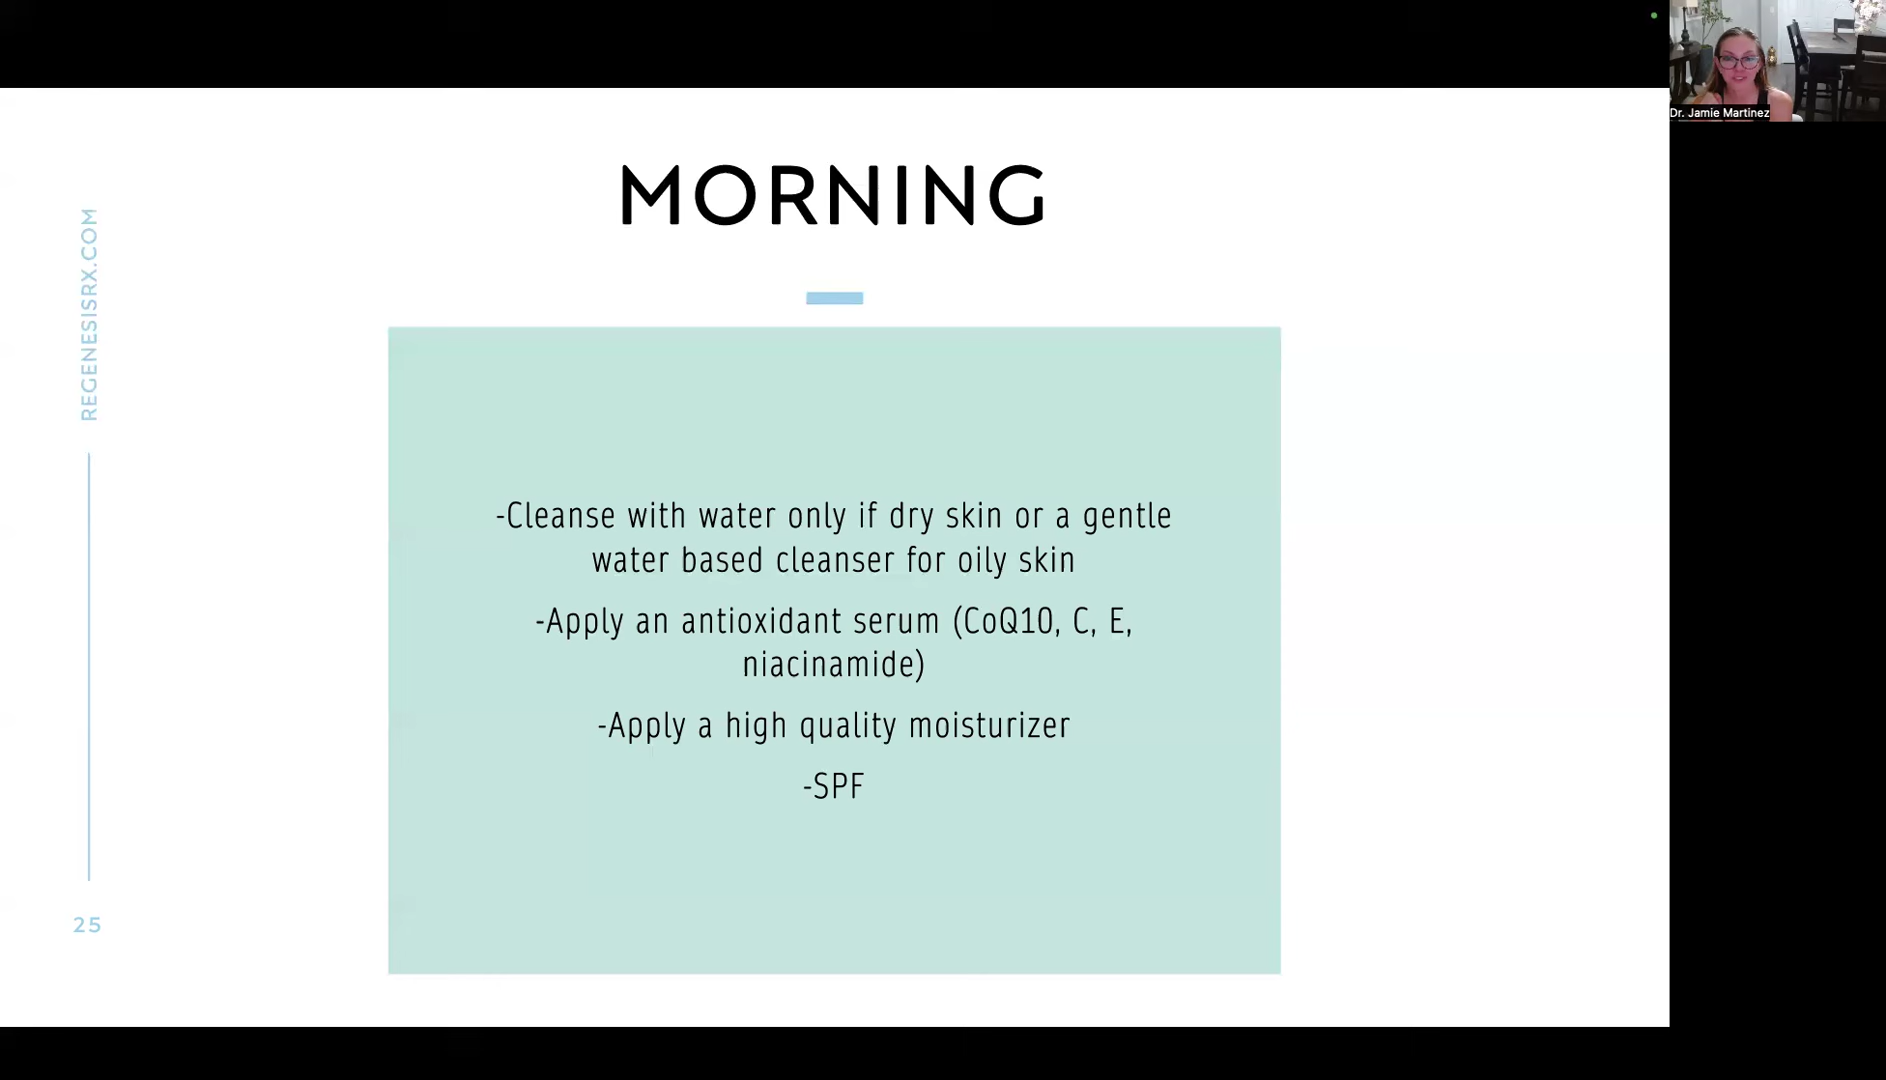 MORNING
REGENESISRX.COM
-Cleanse with water only if dry skin or a gentle
water based cleanser for oily skin
-Apply an antioxidant serum (CoQ10, C, E,
niacinamide)
-Apply a high quality moisturizer
-SPF
25
Dr. Jamie Martinez